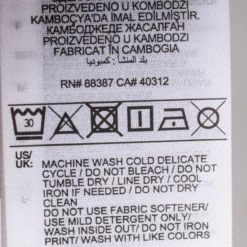 PROIZVEDENO U KOMBODZI
KAMBOÇYA'DA İMAL EDİLMİŞTİR.
КАМБОДЖЕДЕ ЖАСАЛҒАН
PROIZVEDENO U KAMBODZI
FABRICAT ÎN CAMBOGIA
بلد المنشأ : كمبوديا
RN# 88387 CA# 40312
30
US/
UK:
MACHINE WASH COLD DELICATE
CYCLE / DO NOT BLEACH / DO NOT
TUMBLE DRY / LINE DRY / COOL
IRON IF NEEDED / DO NOT DRY
CLEAN
DO NOT USE FABRIC SOFTENER/
USE MILD DETERGENT ONLY/
WASH INSIDE OUT/ DO NOT IRON
PRINT/ WASH WITH LIKE COLORS